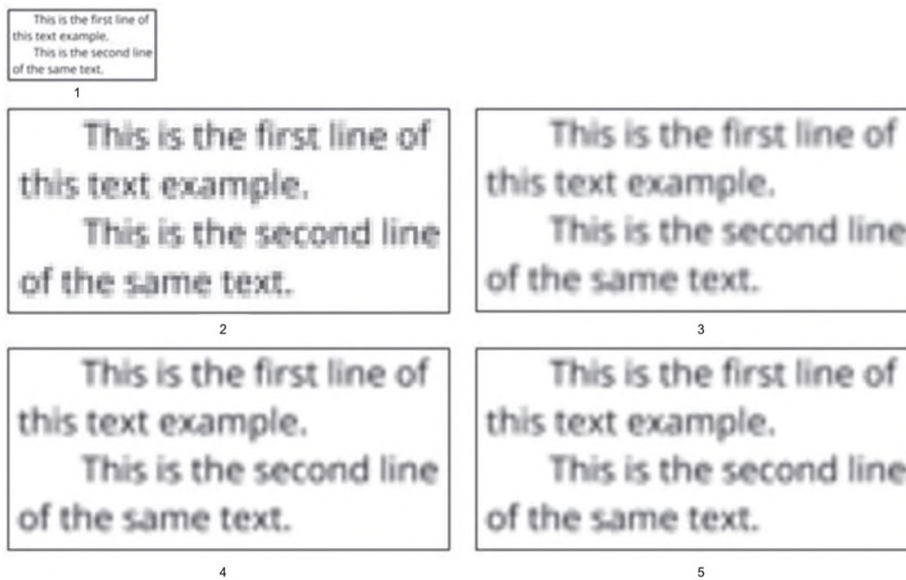 This is the first line of
this text example.
This is the second line
of the same text.
1
This is the first line of
this text example.
This is the second line
of the same text.
2
This is the first line of
this text example.
This is the second line
of the same text.
3
This is the first line of
this text example.
This is the second line
of the same text.
4
This is the first line of
this text example.
This is the second line
of the same text.
5